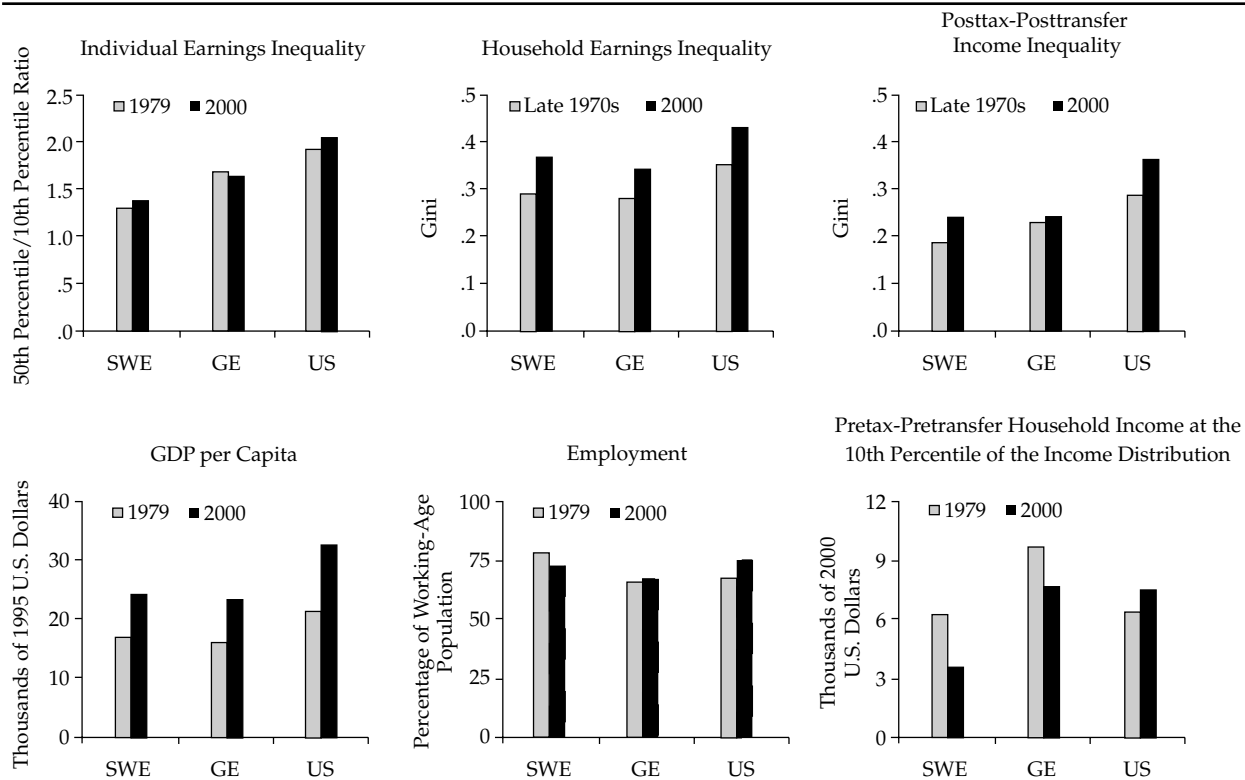 Individual Earnings Inequality
50th Percentile/10th Percentile Ratio
2.5
2.0
1.5
1.0
.5
.0
1979 2000
SWE GE US
Household Earnings Inequality
Gini
.5
.4
.3
.2
.1
.0
Late 1970s 2000
SWE GE US
Posttax-Posttransfer
Income Inequality
Gini
.5
.4
.3
.2
.1
.0
Late 1970s 2000
SWE GE US
GDP per Capita
Thousands of 1995 U.S. Dollars
40
30
20
10
0
1979 2000
SWE GE US
Employment
Percentage of Working-Age
Population
100
75
50
25
0
1979 2000
SWE GE US
Pretax-Pretransfer Household Income at the
10th Percentile of the Income Distribution
Thousands of 2000
U.S. Dollars
12
9
6
3
0
1979 2000
SWE GE US